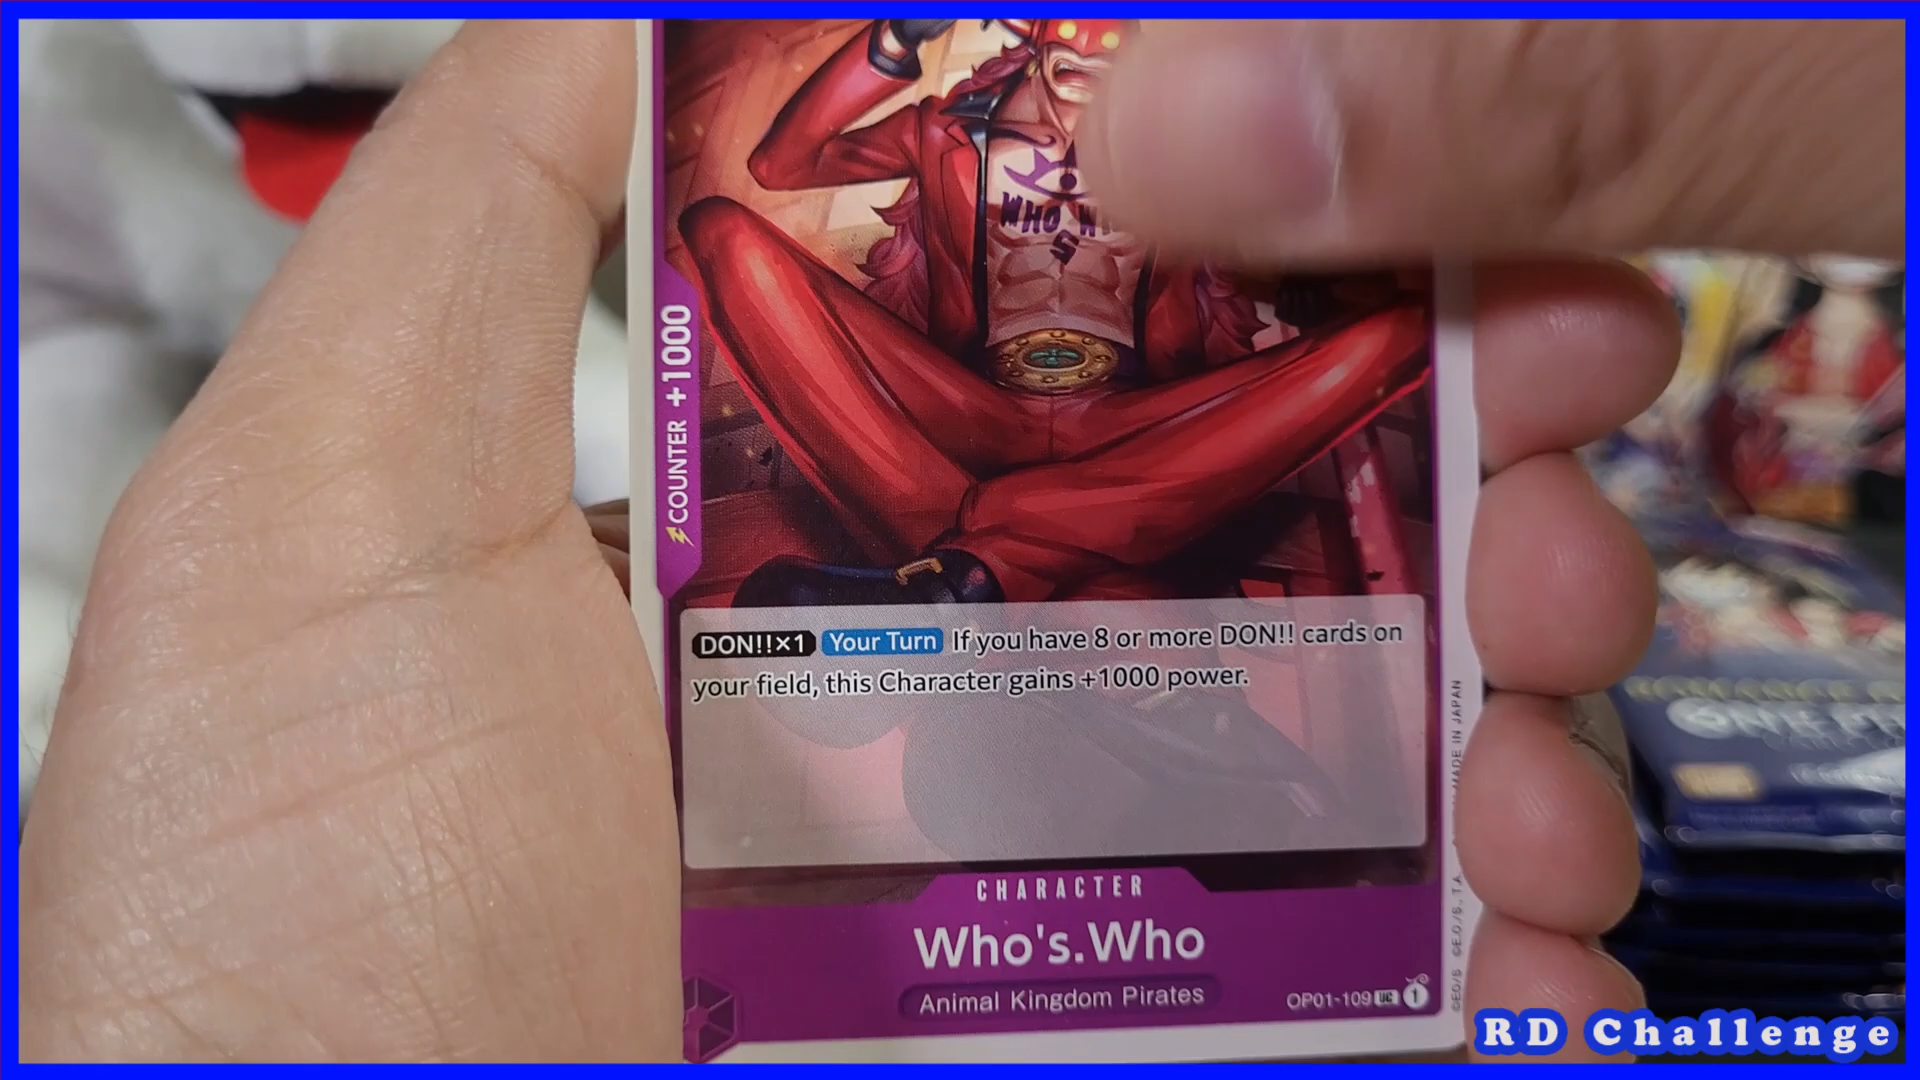 WHO W
S
COUNTER +1000
DON!!×1 Your Turn If you have 8 or more DON!! cards on
your field, this Character gains +1000 power.
CHARACTER
Who's.Who
Animal Kingdom Pirates
OP01-109 UC 1
MADE IN JAPAN
RD Challenge